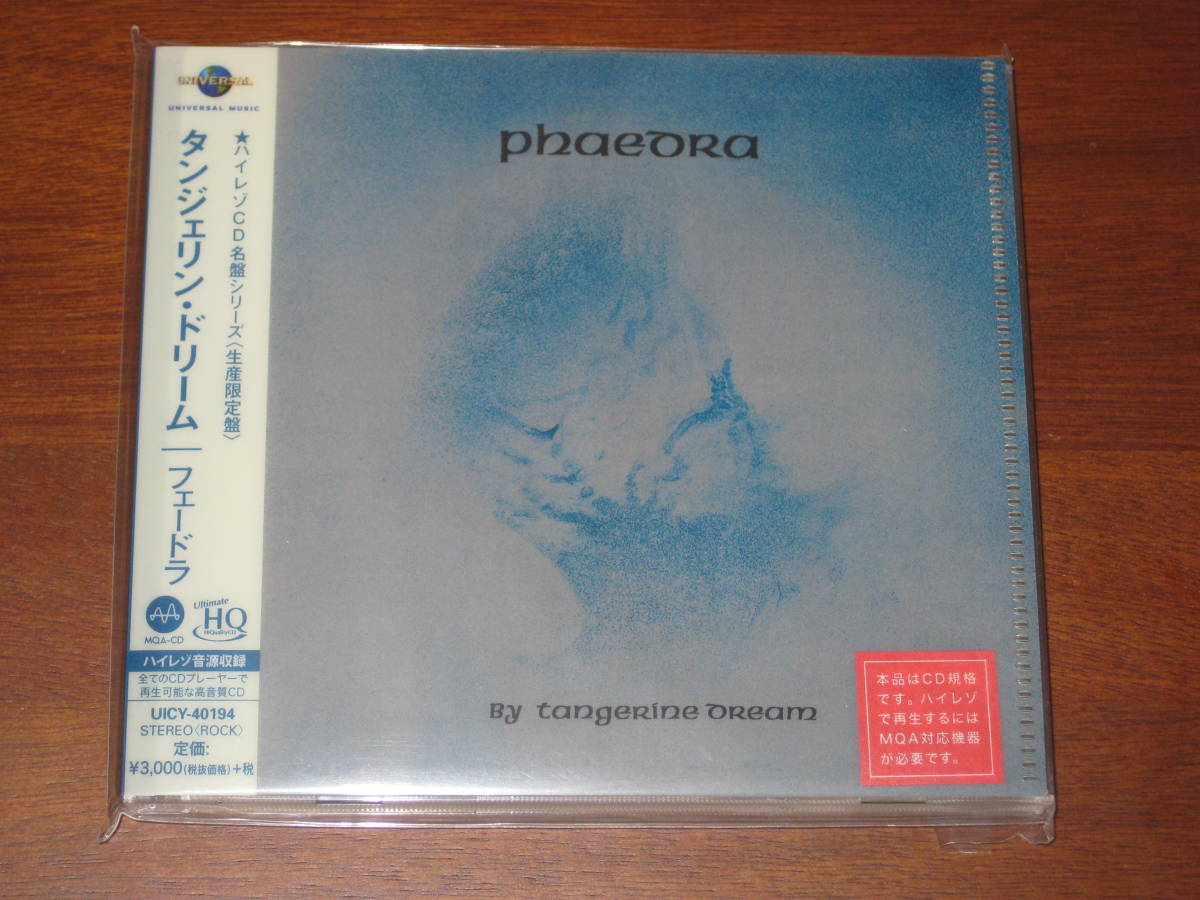 UNIVERSAL
UNIVERSAL MUSIC
★ハイレゾCD名盤シリーズ〈生産限定盤〉
タンジェリン・ドリーム｜フェードラ
MQA-CD
Ultimate
HQ
HiQualityCD
ハイレゾ音源収録
全てのCDプレーヤーで
再生可能な高音質CD
UICY-40194
STEREO〈ROCK〉
定価:
¥3,000(税抜価格)+税
phaedra
By tangerine dream
本品はCD規格
です。ハイレゾ
で再生するには
MQA対応機器
が必要です。